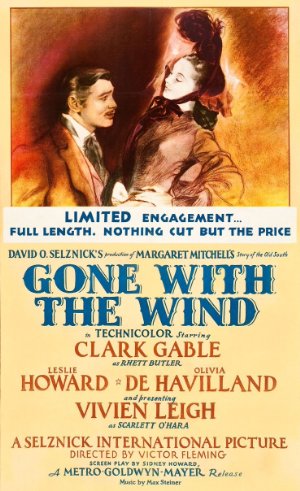 LIMITED ENGAGEMENT...
FULL LENGTH. NOTHING CUT BUT THE PRICE
DAVID O. SELZNICK'S production of MARGARET MITCHELL'S Story of the Old South
GONE WITH
THE WIND
in TECHNICOLOR starring
CLARK GABLE
AS RHETT BUTLER
LESLIE HOWARD ★ OLIVIA DE HAVILLAND
and presenting
VIVIEN LEIGH
AS SCARLETT O'HARA
A SELZNICK INTERNATIONAL PICTURE
DIRECTED BY VICTOR FLEMING
SCREEN PLAY BY SIDNEY HOWARD,
A METRO-GOLDWYN-MAYER Release
Music by Max Steiner